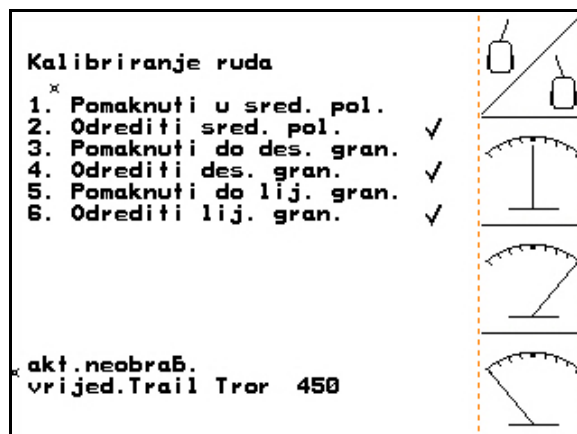 Kalibriranje ruda
1. Pomaknuti u sred. pol.
2. Odrediti sred. pol. ✓
3. Pomaknuti do des. gran.
4. Odrediti des. gran. ✓
5. Pomaknuti do lij. gran.
6. Odrediti lij. gran. ✓
akt.neobrađ.
vrijed.Trail Tror 450